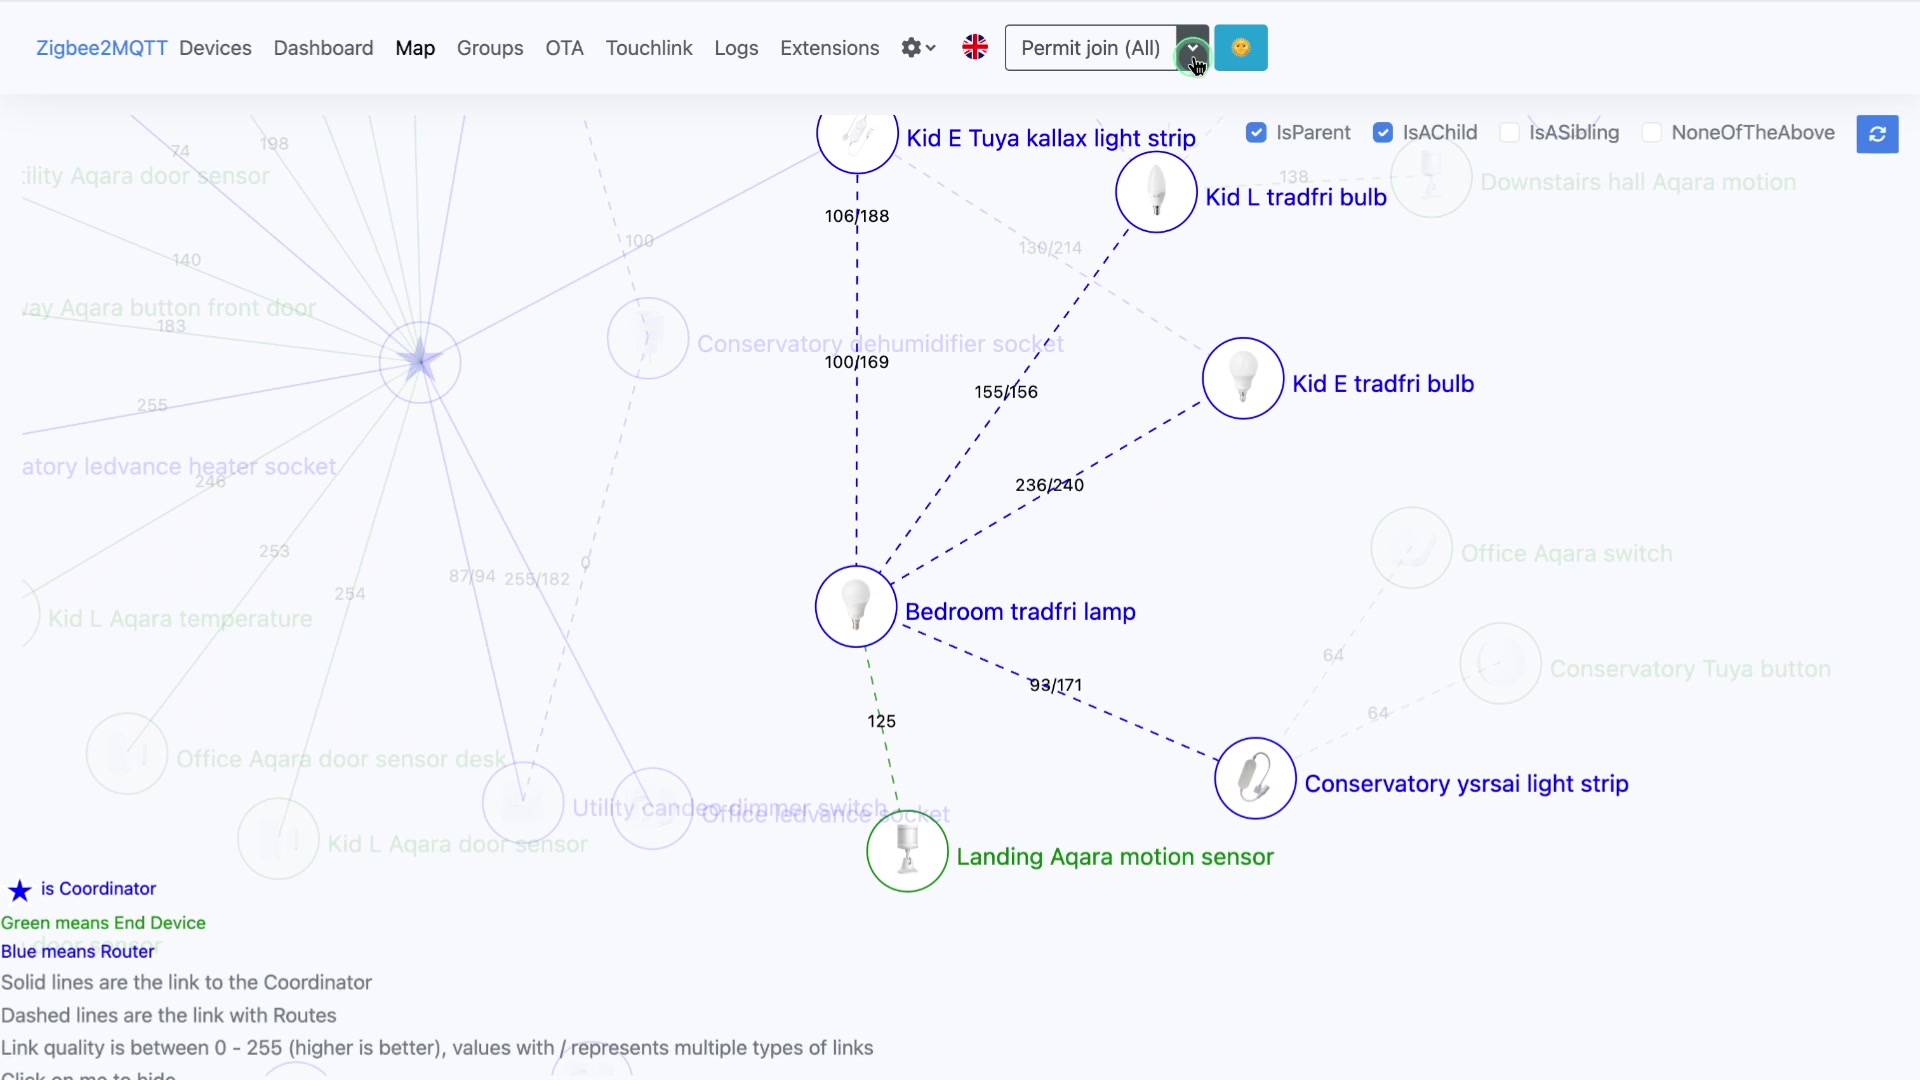 Zigbee2MQTT Devices Dashboard Map Groups OTA Touchlink Logs Extensions Permit join (All)
IsParent IsAChild IsASibling NoneOfTheAbove
Kid E Tuya kallax light strip
74
198
138
ility Aqara door sensor
Downstairs hall Aqara motion
Kid L tradfri bulb
106/188
100
130/214
140
way Aqara button front door
183
Conservatory dehumidifier socket
100/169
155/156
Kid E tradfri bulb
255
atory ledvance heater socket
246
236/240
253
Office Aqara switch
0
87/94
255/182
254
Kid L Aqara temperature
Bedroom tradfri lamp
64
93/171
Conservatory Tuya button
64
125
Office Aqara door sensor desk
Conservatory ysrsai light strip
Utility candeo dimmer switch
Office ledvance socket
Kid L Aqara door sensor
Landing Aqara motion sensor
is Coordinator
Green means End Device
door sensor
Blue means Router
Solid lines are the link to the Coordinator
Dashed lines are the link with Routes
Link quality is between 0 - 255 (higher is better), values with / represents multiple types of links
Click on me to hide